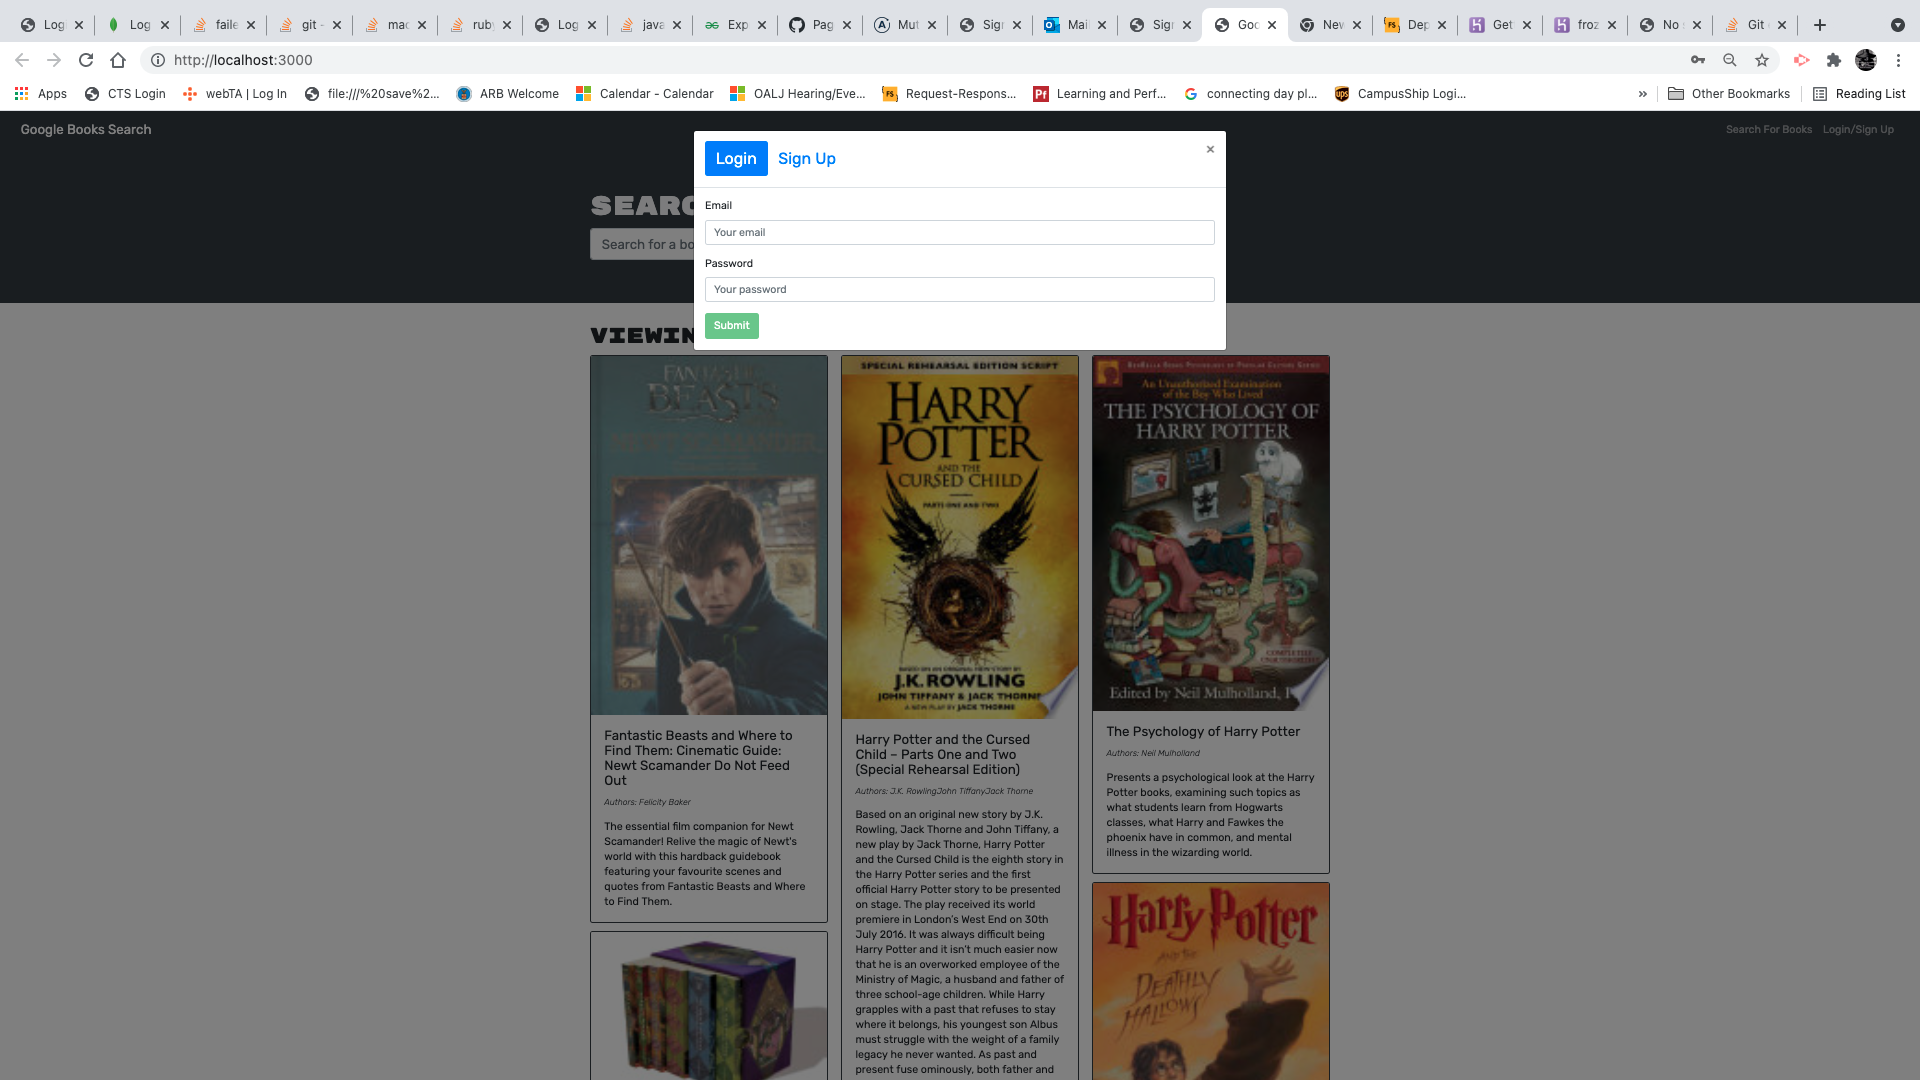 Log
Log
faile
git -
mac
ruby
Log
java
Exp
Pag
Mut
Sign
Mail
Sign
Goo
New
Dep
Get
froz
No s
Git
http://localhost:3000
Apps
CTS Login
webTA | Log In
file:///%20save%2...
ARB Welcome
Calendar - Calendar
OALJ Hearing/Eve...
Request-Respons...
Learning and Perf...
connecting day pl...
CampusShip Logi...
»
Other Bookmarks
Reading List
Google Books Search
Search For Books
Login/Sign Up
Login
Sign Up
×
SEARC
Email
Your email
Search for a bo
Password
Your password
Submit
VIEWIN
FANTASTIC
BEASTS
NEWT SCAMANDER
Fantastic Beasts and Where to
Find Them: Cinematic Guide:
Newt Scamander Do Not Feed
Out
Authors: Felicity Baker
The essential film companion for Newt
Scamander! Relive the magic of Newt's
world with this hardback guidebook
featuring your favourite scenes and
quotes from Fantastic Beasts and Where
to Find Them.
SPECIAL REHEARSAL EDITION SCRIPT
HARRY
POTTER
AND THE
CURSED CHILD
PARTS ONE AND TWO
BASED ON AN ORIGINAL NEW STORY BY
J.K. ROWLING
JOHN TIFFANY & JACK THORNE
A NEW PLAY BY JACK THORNE
Harry Potter and the Cursed
Child – Parts One and Two
(Special Rehearsal Edition)
Authors: J.K. RowlingJohn TiffanyJack Thorne
Based on an original new story by J.K.
Rowling, Jack Thorne and John Tiffany, a
new play by Jack Thorne, Harry Potter
and the Cursed Child is the eighth story in
the Harry Potter series and the first
official Harry Potter story to be presented
on stage. The play received its world
premiere in London's West End on 30th
July 2016. It was always difficult being
Harry Potter and it isn't much easier now
that he is an overworked employee of the
Ministry of Magic, a husband and father of
three school-age children. While Harry
grapples with a past that refuses to stay
where it belongs, his youngest son Albus
must struggle with the weight of a family
legacy he never wanted. As past and
present fuse ominously, both father and
An Unauthorized Examination
of the Boy Who Lived
THE PSYCHOLOGY OF
HARRY POTTER
COMPLETELY
UNAUTHORIZED
Edited by Neil Mulholland, P
The Psychology of Harry Potter
Authors: Neil Mulholland
Presents a psychological look at the Harry
Potter books, examining such topics as
what students learn from Hogwarts
classes, what Harry and Fawkes the
phoenix have in common, and mental
illness in the wizarding world.
Harry Potter
AND THE
DEATHLY
HALLOWS